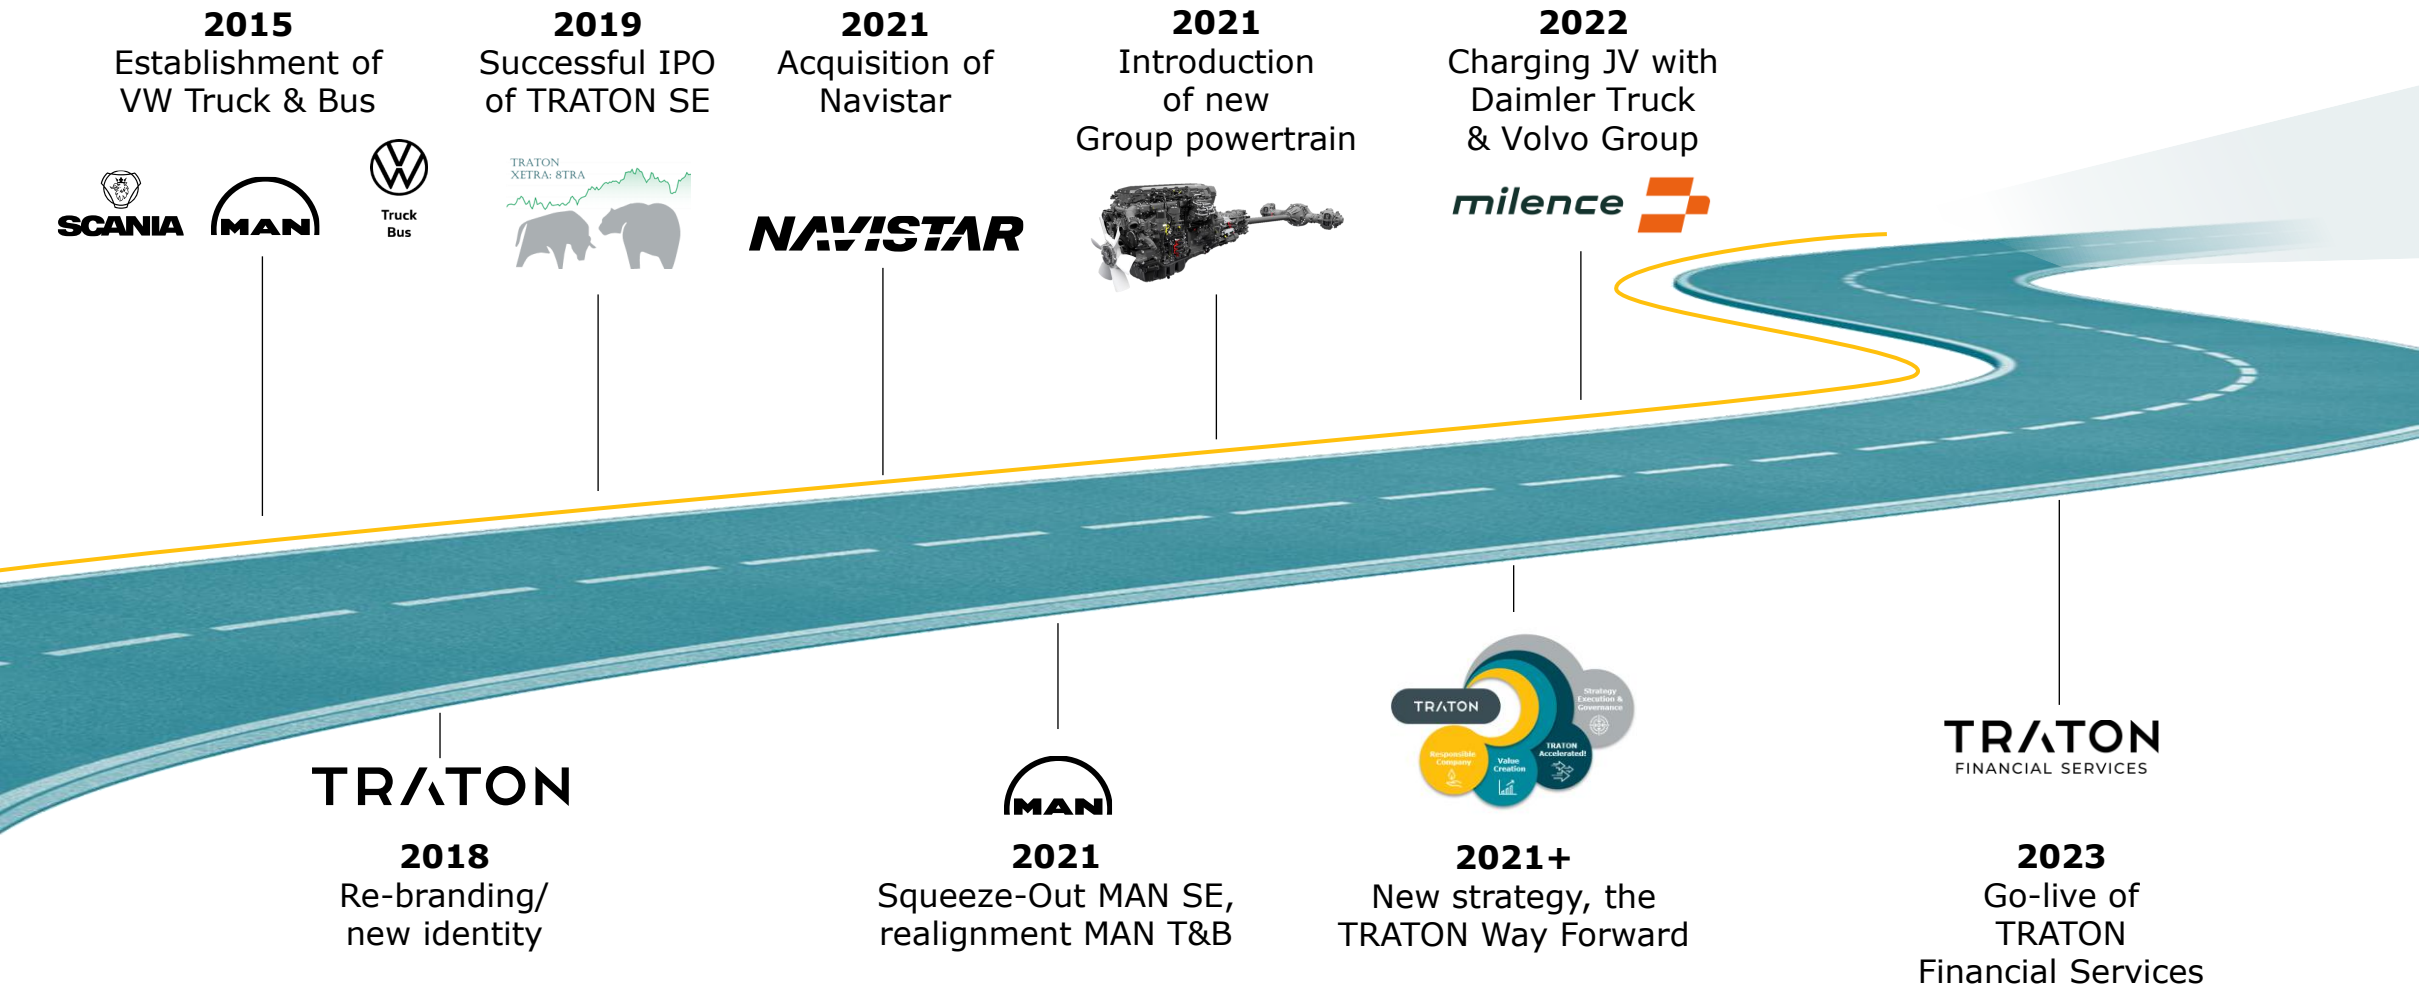 2015
Establishment of
VW Truck & Bus
SCANIA
MAN
Truck
Bus
2019
Successful IPO
of TRATON SE
TRATON
XETRA: 8TRA
2021
Acquisition of
Navistar
NAVISTAR
2021
Introduction
of new
Group powertrain
2022
Charging JV with
Daimler Truck
& Volvo Group
milence
TRATON
2018
Re-branding/
new identity
MAN
2021
Squeeze-Out MAN SE,
realignment MAN T&B
TRATON
Responsible
Company
Value
Creation
TRATON
Accelerated!
Strategy
Execution &
Governance
2021+
New strategy, the
TRATON Way Forward
TRATON
FINANCIAL SERVICES
2023
Go-live of
TRATON
Financial Services